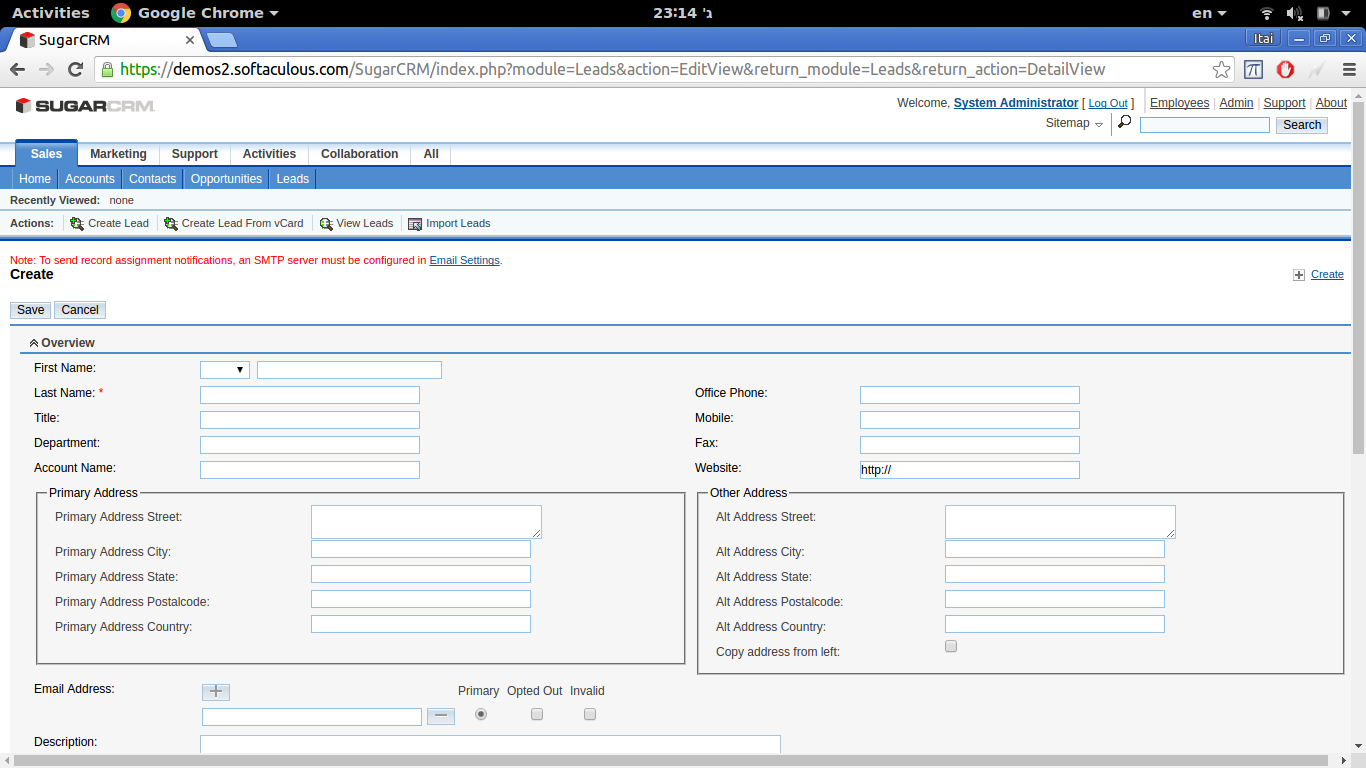 Activities Google Chrome 23:14 ג' en
SugarCRM Itai
https://demos2.softaculous.com/SugarCRM/index.php?module=Leads&action=EditView&return_module=Leads&return_action=DetailView
SUGARCRM Welcome, System Administrator [ Log Out ] Employees | Admin | Support | About
Sitemap Search
Sales Marketing Support Activities Collaboration All
Home Accounts Contacts Opportunities Leads
Recently Viewed: none
Actions: Create Lead Create Lead From vCard View Leads Import Leads
Note: To send record assignment notifications, an SMTP server must be configured in Email Settings.
Create Create
Save Cancel
Overview
First Name:
Last Name: * Office Phone:
Title: Mobile:
Department: Fax:
Account Name: Website: http://
Primary Address Other Address
Primary Address Street: Alt Address Street:
Primary Address City: Alt Address City:
Primary Address State: Alt Address State:
Primary Address Postalcode: Alt Address Postalcode:
Primary Address Country: Alt Address Country:
Copy address from left:
Email Address: Primary Opted Out Invalid
Description: